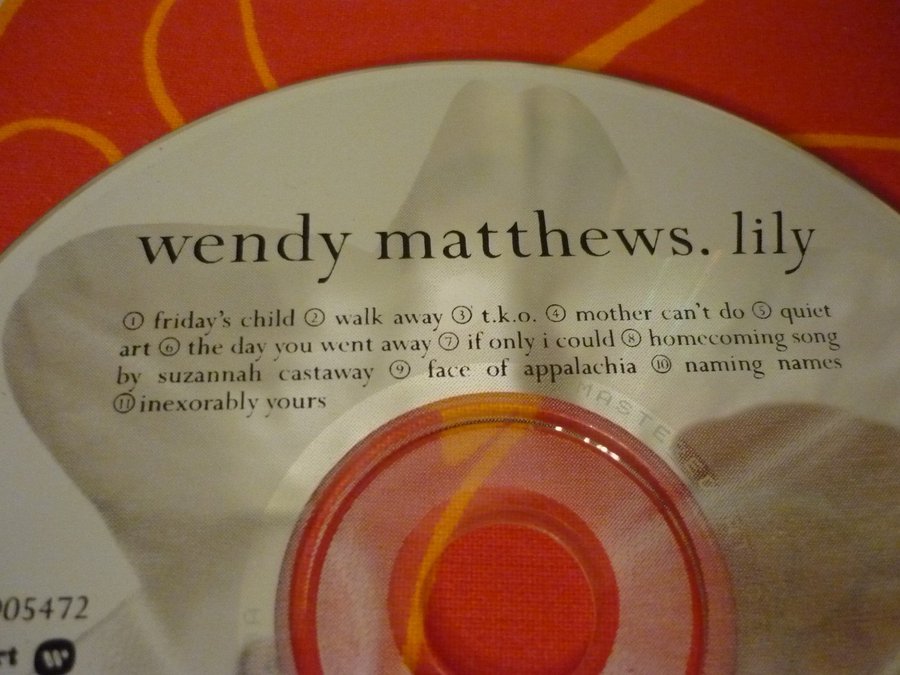 wendy matthews. lily
① friday's child ② walk away ③ t.k.o. ④ mother can't do ⑤ quiet
art ⑥ the day you went away ⑦ if only i could ⑧ homecoming song
by suzannah castaway ⑨ face of appalachia ⑩ naming names
⑪ inexorably yours
MASTE
05472